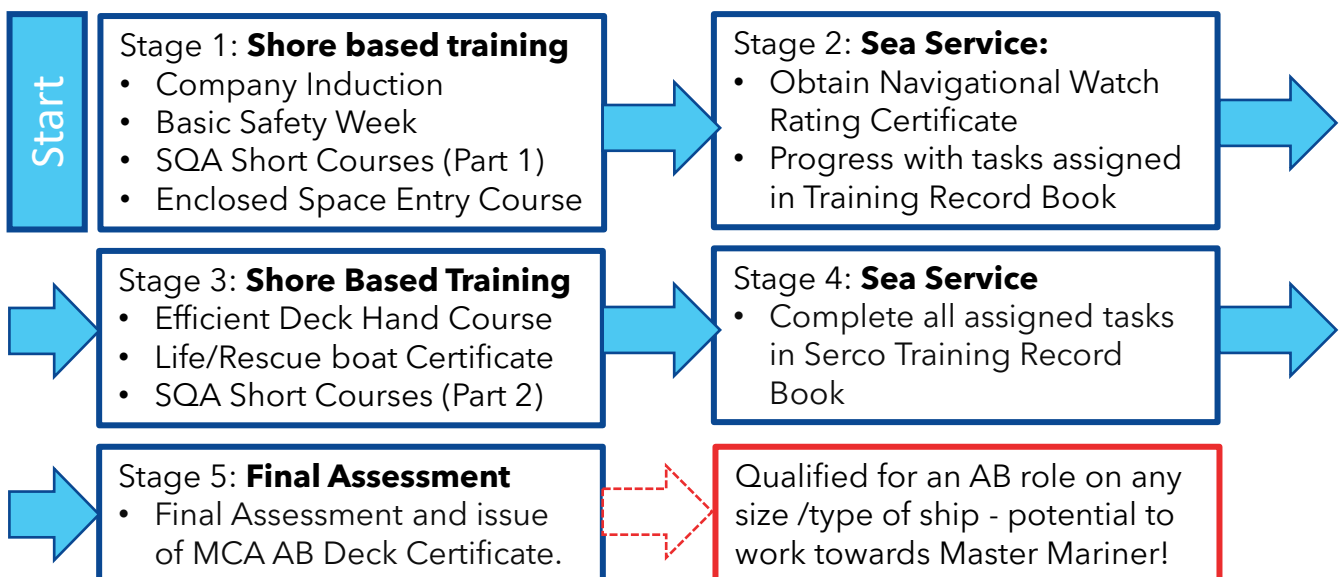 Start
Stage 1: Shore based training
• Company Induction
• Basic Safety Week
• SQA Short Courses (Part 1)
• Enclosed Space Entry Course
Stage 2: Sea Service:
• Obtain Navigational Watch
Rating Certificate
• Progress with tasks assigned
in Training Record Book
Stage 3: Shore Based Training
• Efficient Deck Hand Course
• Life/Rescue boat Certificate
• SQA Short Courses (Part 2)
Stage 4: Sea Service
• Complete all assigned tasks
in Serco Training Record
Book
Stage 5: Final Assessment
• Final Assessment and issue
of MCA AB Deck Certificate.
Qualified for an AB role on any
size /type of ship - potential to
work towards Master Mariner!